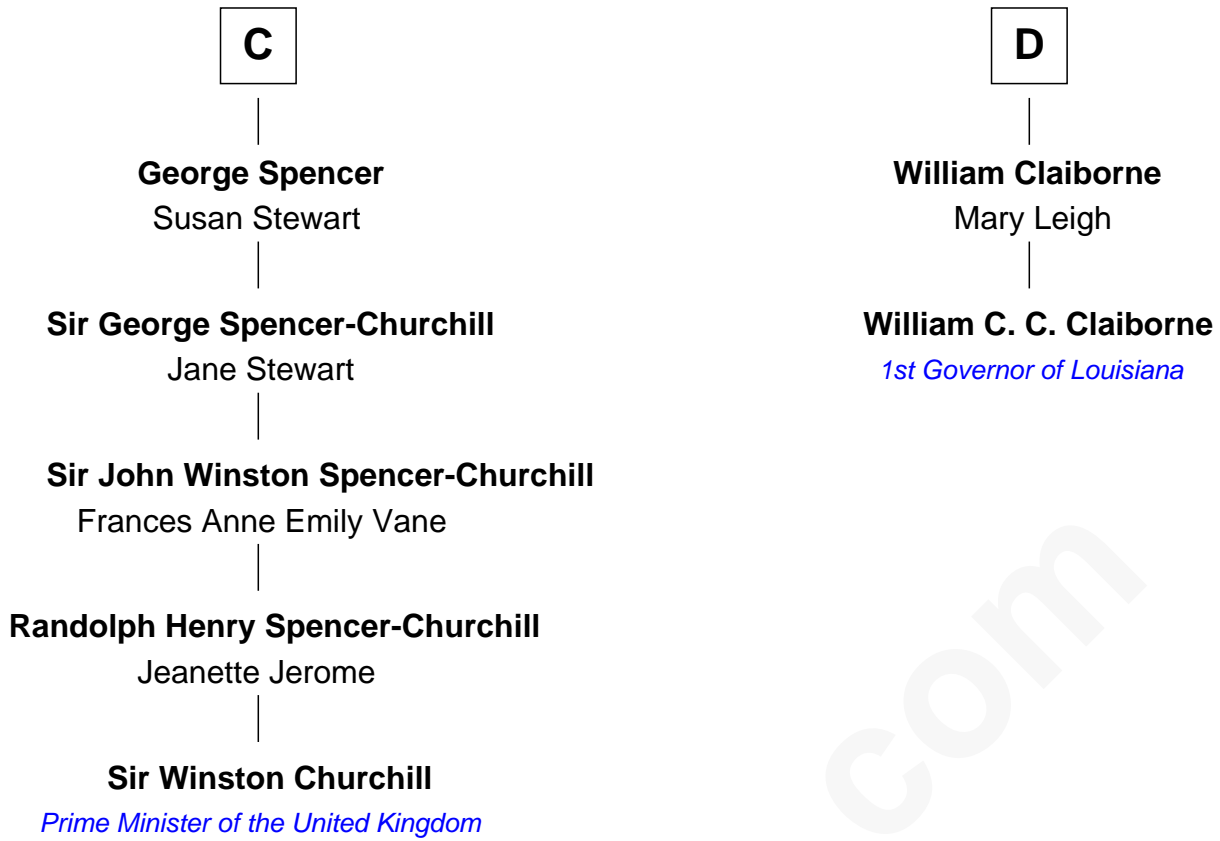 C
George Spencer
Susan Stewart
Sir George Spencer-Churchill
Jane Stewart
Sir John Winston Spencer-Churchill
Frances Anne Emily Vane
Randolph Henry Spencer-Churchill
Jeanette Jerome
Sir Winston Churchill
Prime Minister of the United Kingdom
D
William Claiborne
Mary Leigh
William C. C. Claiborne
1st Governor of Louisiana
com